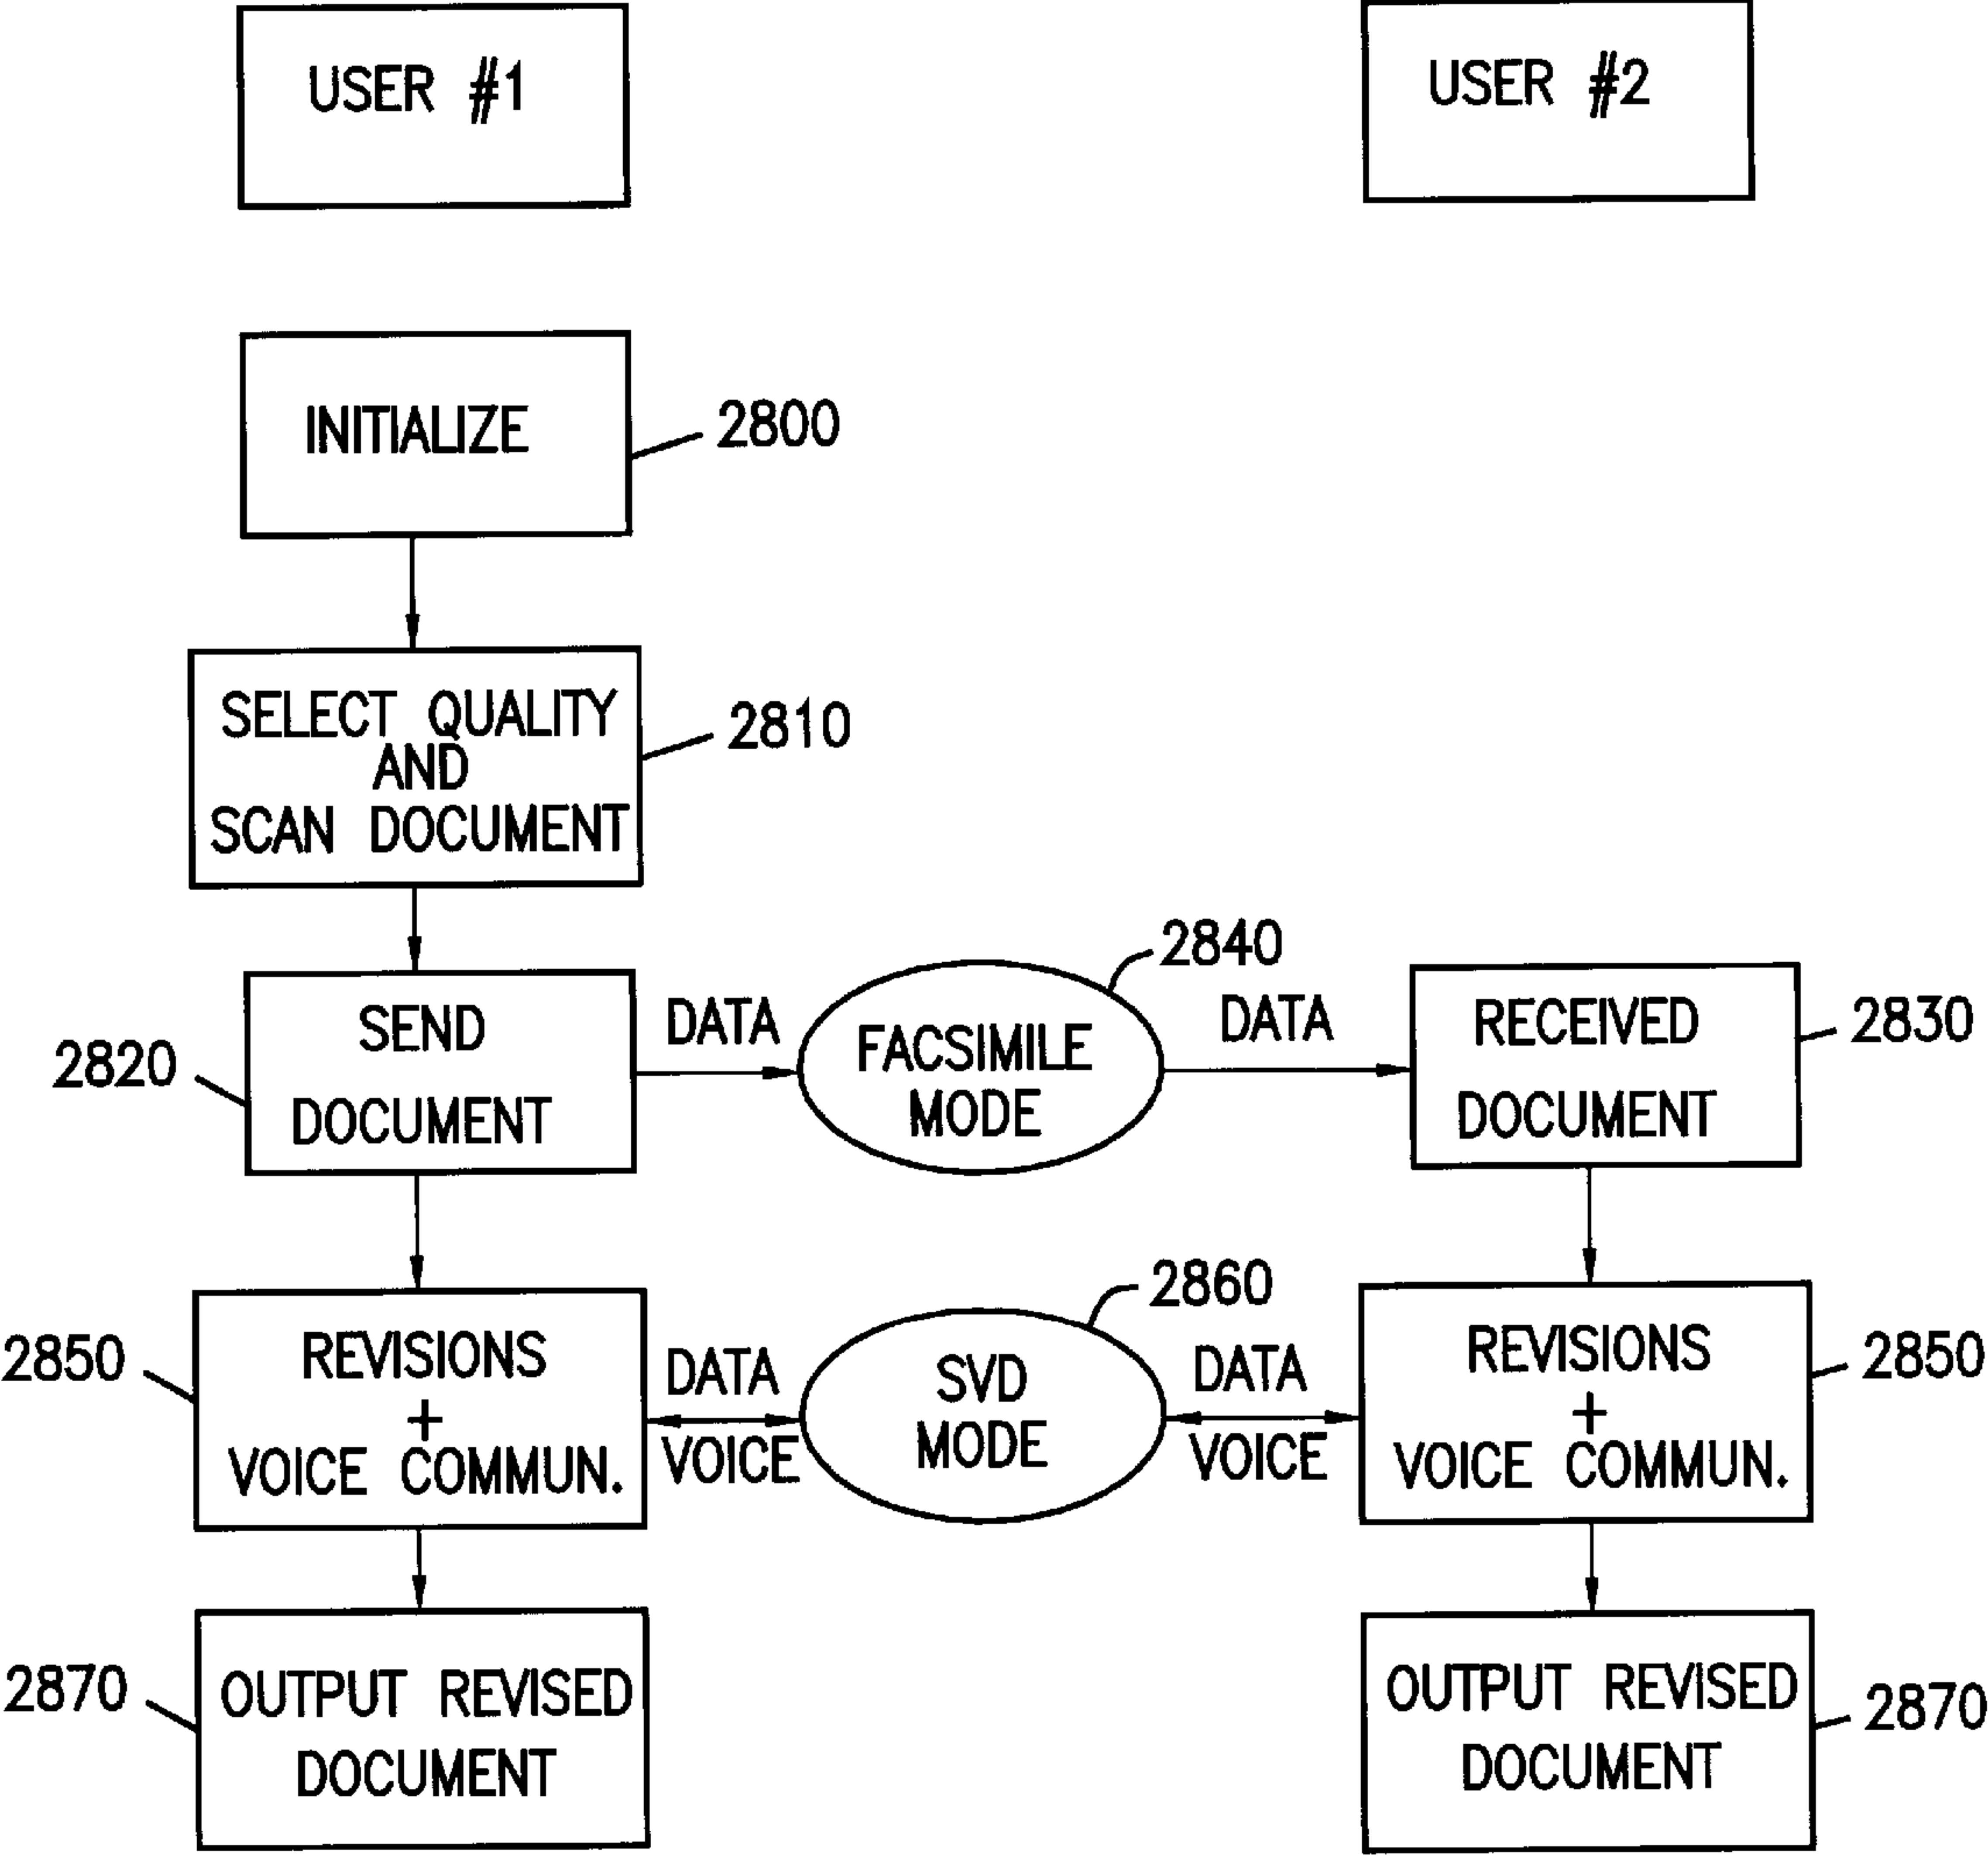 USER #1
USER #2
INITIALIZE
2800
SELECT QUALITY
AND
SCAN DOCUMENT
2810
SEND
DOCUMENT
2820
DATA
FACSIMILE
MODE
2840
DATA
RECEIVED
DOCUMENT
2830
REVISIONS
+
VOICE COMMUN.
2850
DATA
VOICE
SVD
MODE
2860
DATA
VOICE
REVISIONS
+
VOICE COMMUN.
2850
OUTPUT REVISED
DOCUMENT
2870
OUTPUT REVISED
DOCUMENT
2870